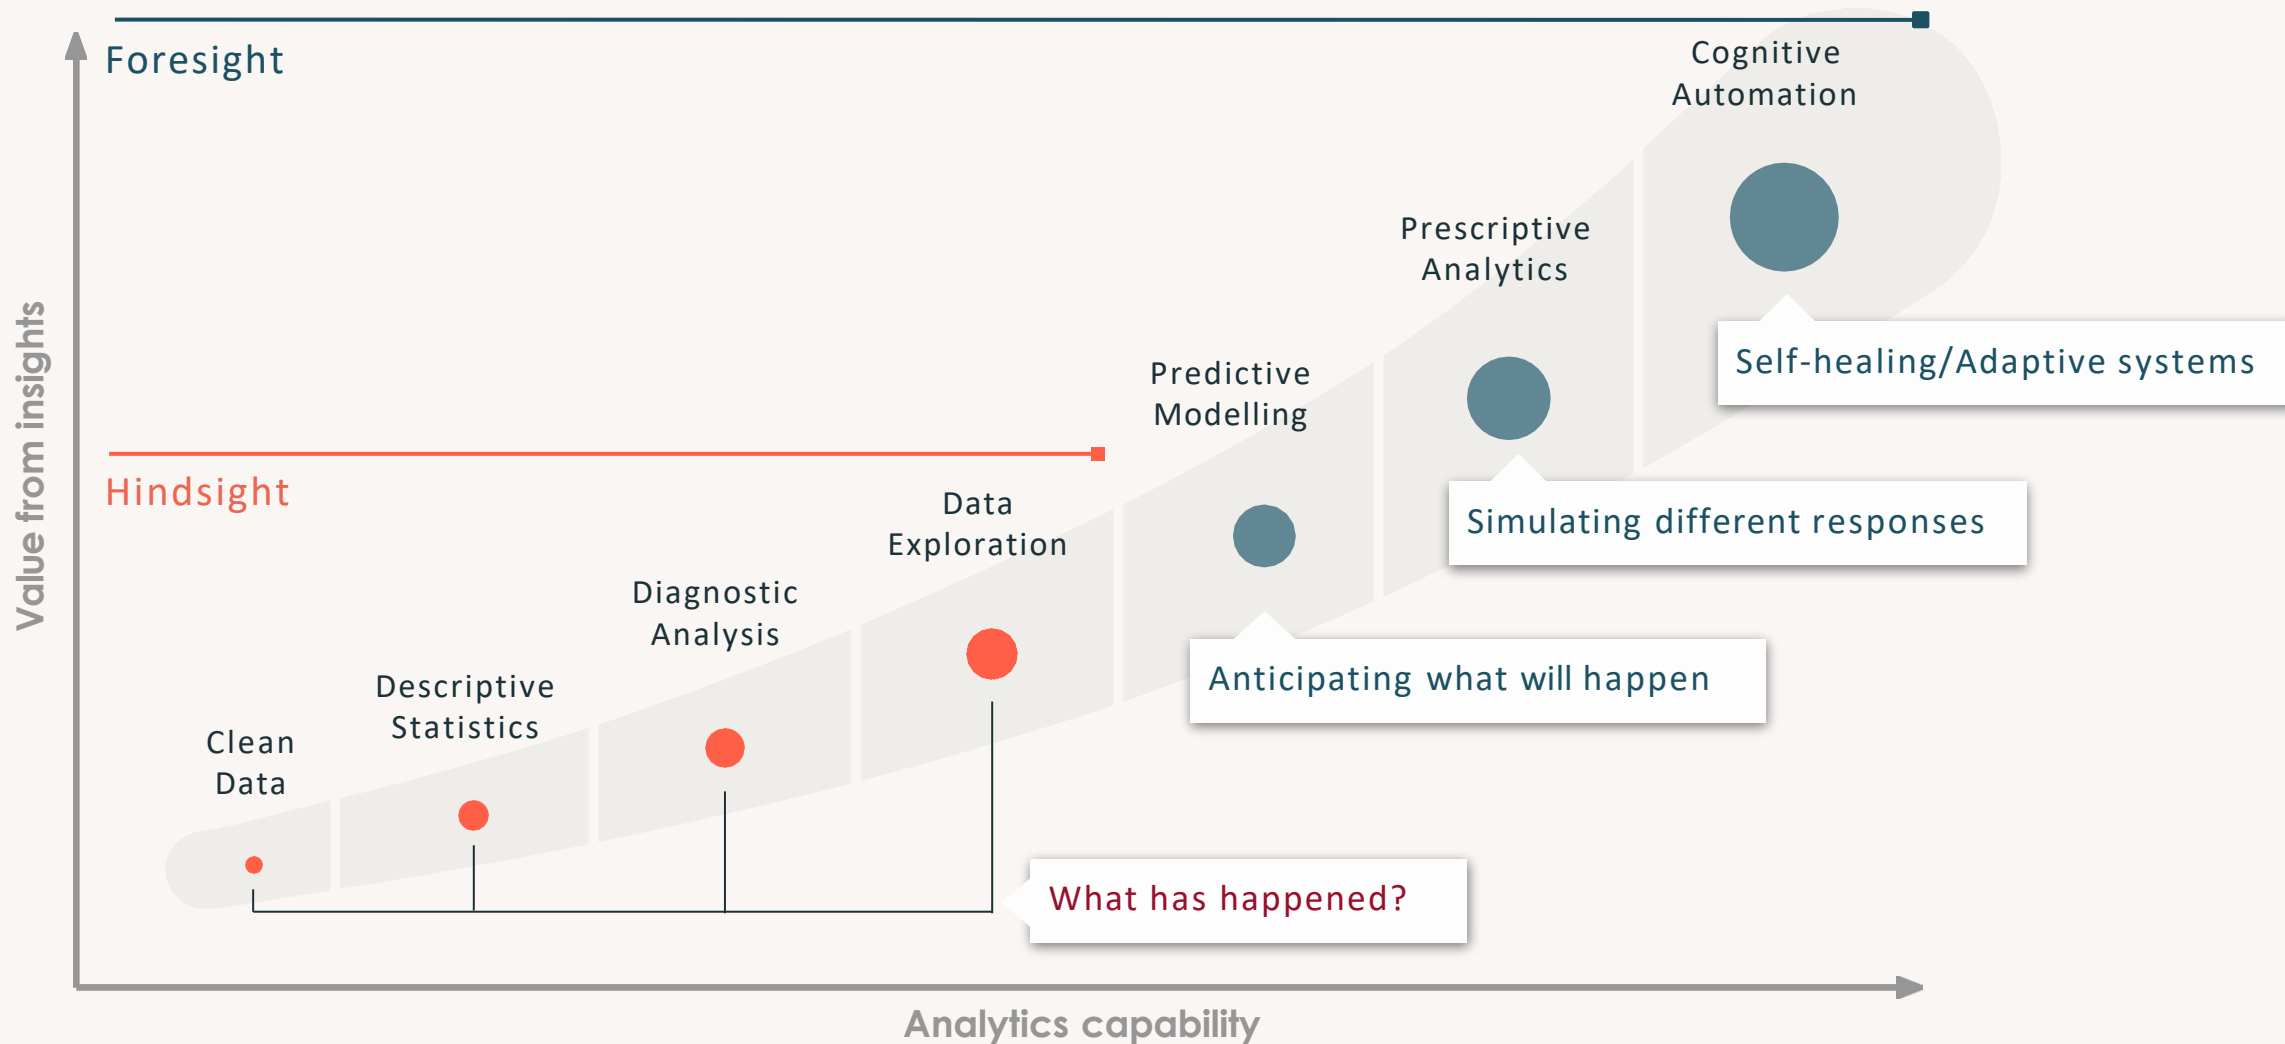 Foresight
Cognitive
Automation
Prescriptive
Analytics
Self-healing/Adaptive systems
Predictive
Modelling
Hindsight
Data
Exploration
Simulating different responses
Diagnostic
Analysis
Anticipating what will happen
Descriptive
Statistics
Clean
Data
What has happened?
Value from insights
Analytics capability